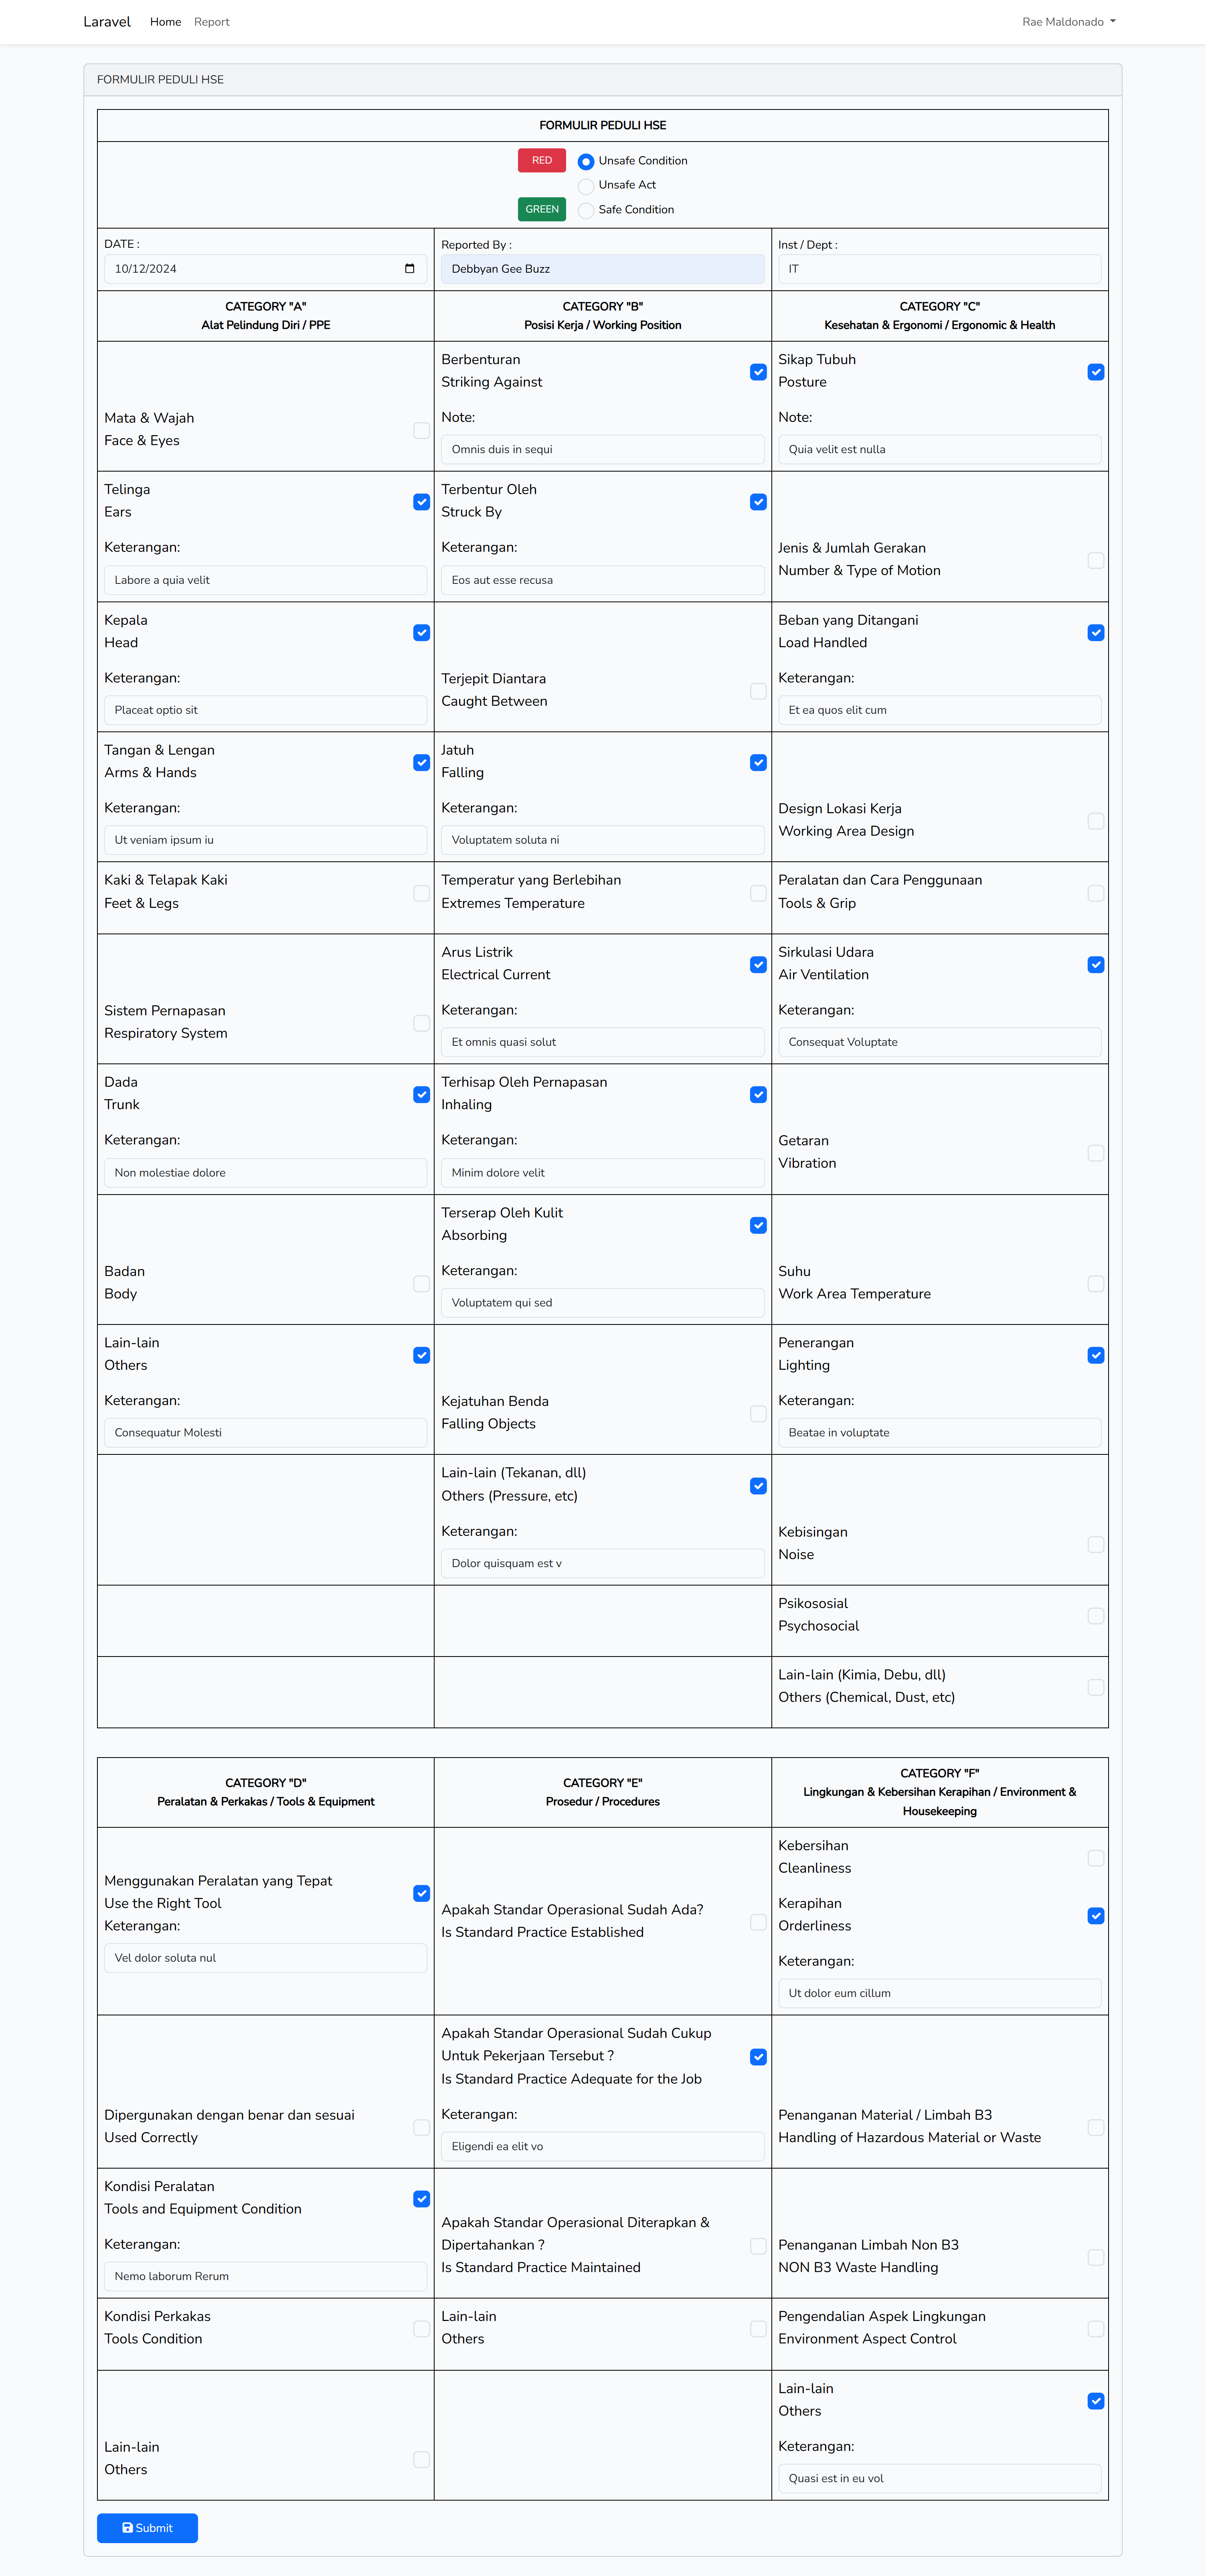 Laravel Home Report Rae Maldonado
FORMULIR PEDULI HSE
FORMULIR PEDULI HSE
RED Unsafe Condition
Unsafe Act
GREEN Safe Condition
DATE :
10/12/2024
Reported By :
Debbyan Gee Buzz
Inst / Dept :
IT
CATEGORY "A"
Alat Pelindung Diri / PPE
CATEGORY "B"
Posisi Kerja / Working Position
CATEGORY "C"
Kesehatan & Ergonomi / Ergonomic & Health
Mata & Wajah
Face & Eyes
Berbenturan
Striking Against
Note:
Omnis duis in sequi
Sikap Tubuh
Posture
Note:
Quia velit est nulla
Telinga
Ears
Keterangan:
Labore a quia velit
Terbentur Oleh
Struck By
Keterangan:
Eos aut esse recusa
Jenis & Jumlah Gerakan
Number & Type of Motion
Kepala
Head
Keterangan:
Placeat optio sit
Terjepit Diantara
Caught Between
Beban yang Ditangani
Load Handled
Keterangan:
Et ea quos elit cum
Tangan & Lengan
Arms & Hands
Keterangan:
Ut veniam ipsum iu
Jatuh
Falling
Keterangan:
Voluptatem soluta ni
Design Lokasi Kerja
Working Area Design
Kaki & Telapak Kaki
Feet & Legs
Temperatur yang Berlebihan
Extremes Temperature
Peralatan dan Cara Penggunaan
Tools & Grip
Sistem Pernapasan
Respiratory System
Arus Listrik
Electrical Current
Keterangan:
Et omnis quasi solut
Sirkulasi Udara
Air Ventilation
Keterangan:
Consequat Voluptate
Dada
Trunk
Keterangan:
Non molestiae dolore
Terhisap Oleh Pernapasan
Inhaling
Keterangan:
Minim dolore velit
Getaran
Vibration
Badan
Body
Terserap Oleh Kulit
Absorbing
Keterangan:
Voluptatem qui sed
Suhu
Work Area Temperature
Lain-lain
Others
Keterangan:
Consequatur Molesti
Kejatuhan Benda
Falling Objects
Penerangan
Lighting
Keterangan:
Beatae in voluptate
Lain-lain (Tekanan, dll)
Others (Pressure, etc)
Keterangan:
Dolor quisquam est v
Kebisingan
Noise
Psikososial
Psychosocial
Lain-lain (Kimia, Debu, dll)
Others (Chemical, Dust, etc)
CATEGORY "D"
Peralatan & Perkakas / Tools & Equipment
CATEGORY "E"
Prosedur / Procedures
CATEGORY "F"
Lingkungan & Kebersihan Kerapihan / Environment &
Housekeeping
Menggunakan Peralatan yang Tepat
Use the Right Tool
Keterangan:
Vel dolor soluta nul
Apakah Standar Operasional Sudah Ada?
Is Standard Practice Established
Kebersihan
Cleanliness
Kerapihan
Orderliness
Keterangan:
Ut dolor eum cillum
Dipergunakan dengan benar dan sesuai
Used Correctly
Apakah Standar Operasional Sudah Cukup
Untuk Pekerjaan Tersebut ?
Is Standard Practice Adequate for the Job
Keterangan:
Eligendi ea elit vo
Penanganan Material / Limbah B3
Handling of Hazardous Material or Waste
Kondisi Peralatan
Tools and Equipment Condition
Keterangan:
Nemo laborum Rerum
Apakah Standar Operasional Diterapkan &
Dipertahankan ?
Is Standard Practice Maintained
Penanganan Limbah Non B3
NON B3 Waste Handling
Kondisi Perkakas
Tools Condition
Lain-lain
Others
Pengendalian Aspek Lingkungan
Environment Aspect Control
Lain-lain
Others
Lain-lain
Others
Keterangan:
Quasi est in eu vol
Submit